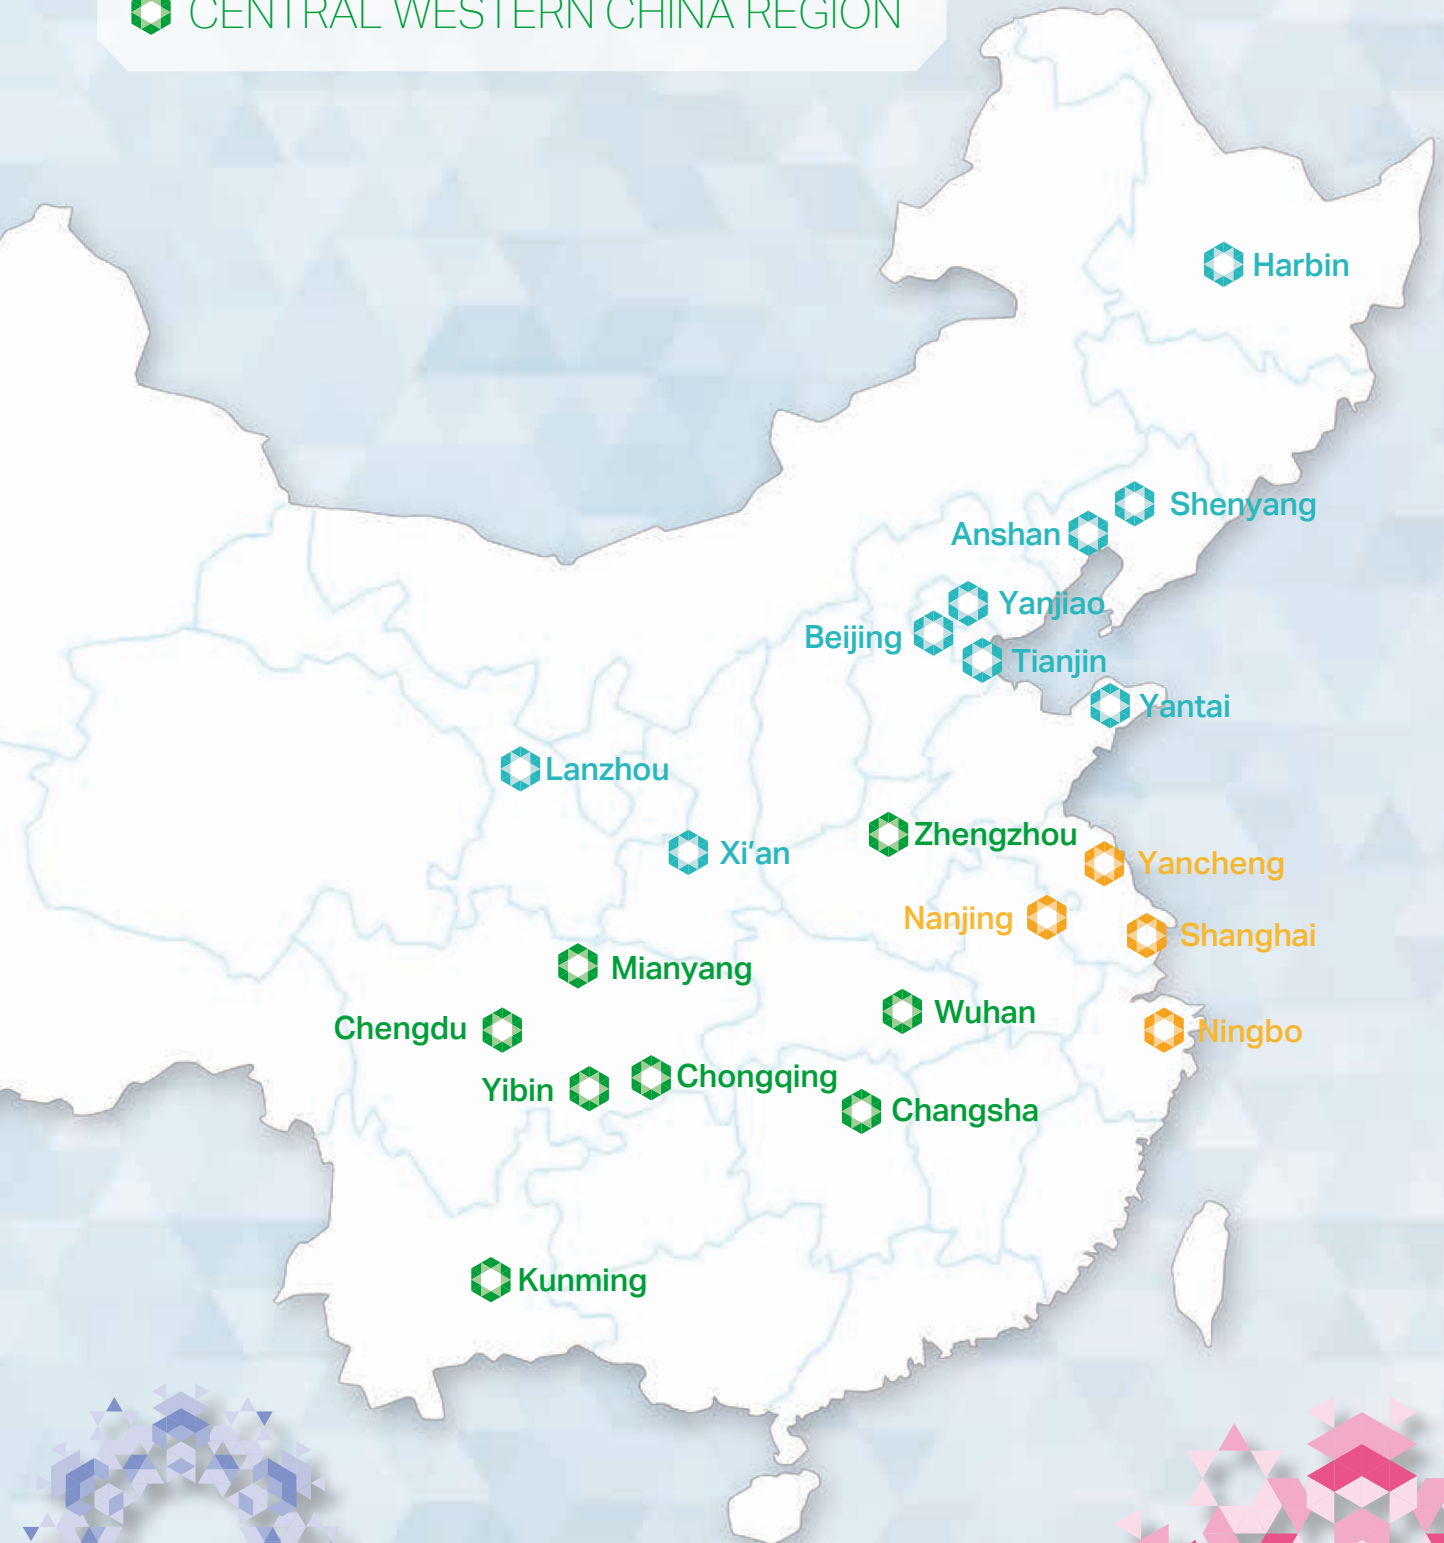 CENTRAL WESTERN CHINA REGION
Harbin
Shenyang
Anshan
Yanjiao
Beijing
Tianjin
Yantai
Lanzhou
Zhengzhou
Xi’an
Yancheng
Nanjing
Shanghai
Mianyang
Wuhan
Chengdu
Ningbo
Chongqing
Yibin
Changsha
Kunming